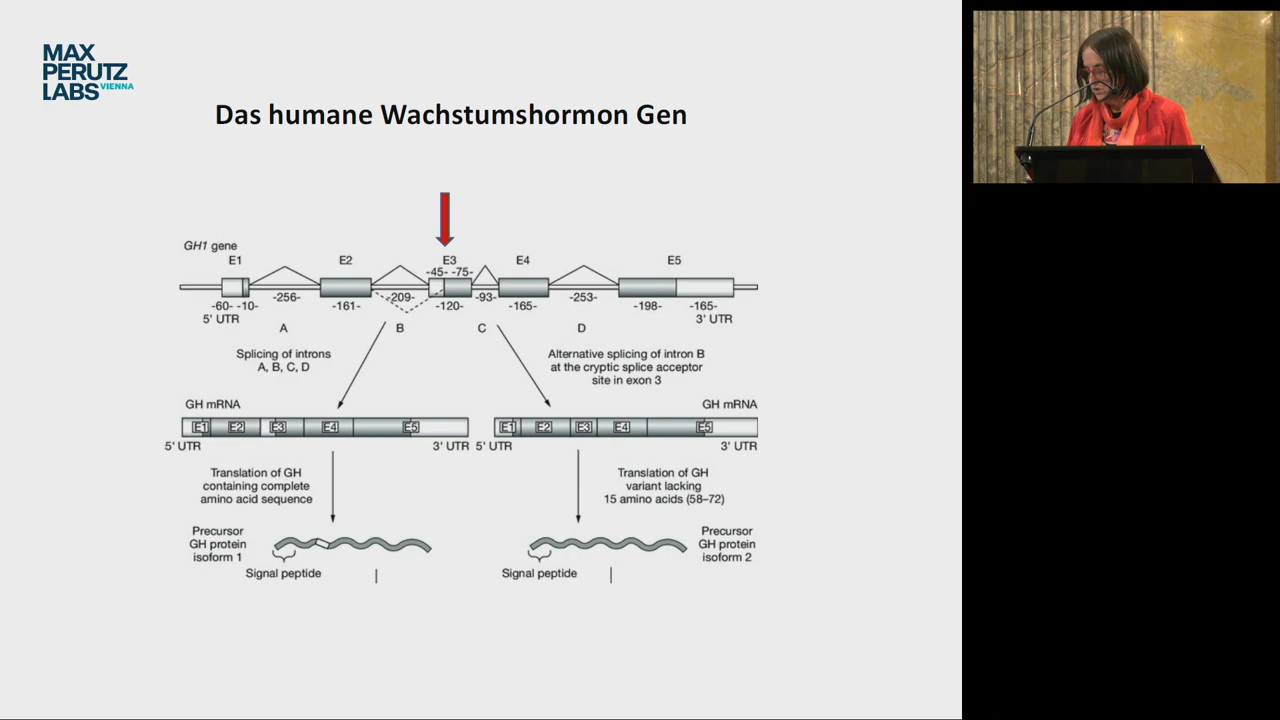 MAX
PERUTZ
LABS VIENNA
Das humane Wachstumshormon Gen
GH1 gene
E1 E2 E3 E4 E5
-45- -75-
-60- -10- -256- -161- -209- -120- -93- -165- -253- -198- -165-
5' UTR 3' UTR
A B C D
Splicing of introns
A, B, C, D
Alternative splicing of intron B
at the cryptic splice acceptor
site in exon 3
GH mRNA GH mRNA
E1 E2 E3 E4 E5 E1 E2 E3 E4 E5
5' UTR 3' UTR 5' UTR 3' UTR
Translation of GH
containing complete
amino acid sequence
Translation of GH
variant lacking
15 amino acids (58–72)
Precursor
GH protein
isoform 1
Signal peptide
Precursor
GH protein
isoform 2
Signal peptide